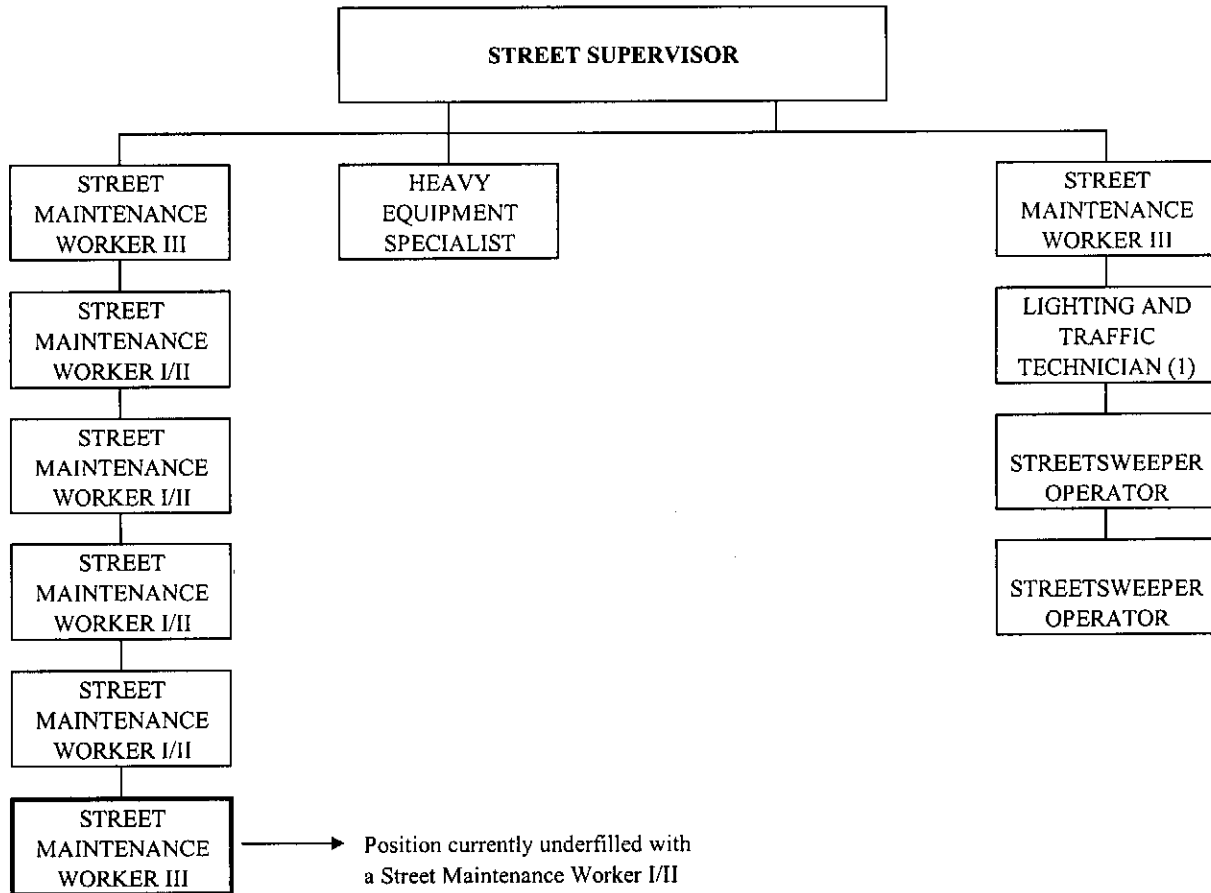 STREET SUPERVISOR
STREET
MAINTENANCE
WORKER III
HEAVY
EQUIPMENT
SPECIALIST
STREET
MAINTENANCE
WORKER III
STREET
MAINTENANCE
WORKER I/II
LIGHTING AND
TRAFFIC
TECHNICIAN (1)
STREET
MAINTENANCE
WORKER I/II
STREETSWEEPER
OPERATOR
STREET
MAINTENANCE
WORKER I/II
STREETSWEEPER
OPERATOR
STREET
MAINTENANCE
WORKER I/II
STREET
MAINTENANCE
WORKER III
Position currently underfilled with
a Street Maintenance Worker I/II